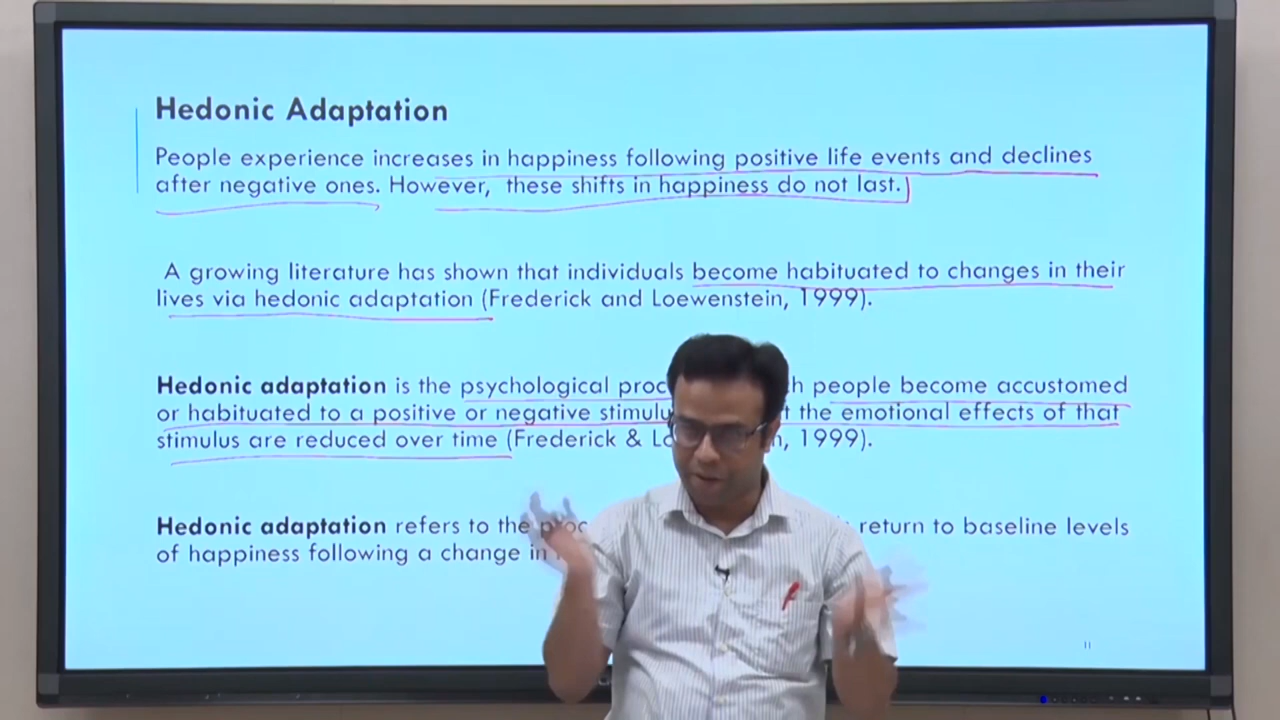 Hedonic Adaptation
People experience increases in happiness following positive life events and declines
after negative ones. However, these shifts in happiness do not last.
A growing literature has shown that individuals become habituated to changes in their
lives via hedonic adaptation (Frederick and Loewenstein, 1999).
Hedonic adaptation is the psychological people become accustomed
or habituated to a positive or negative the emotional effects of that
stimulus are reduced over time (Frederick & 1999).
Hedonic adaptation refers to the return to baseline levels
of happiness following a change in
11